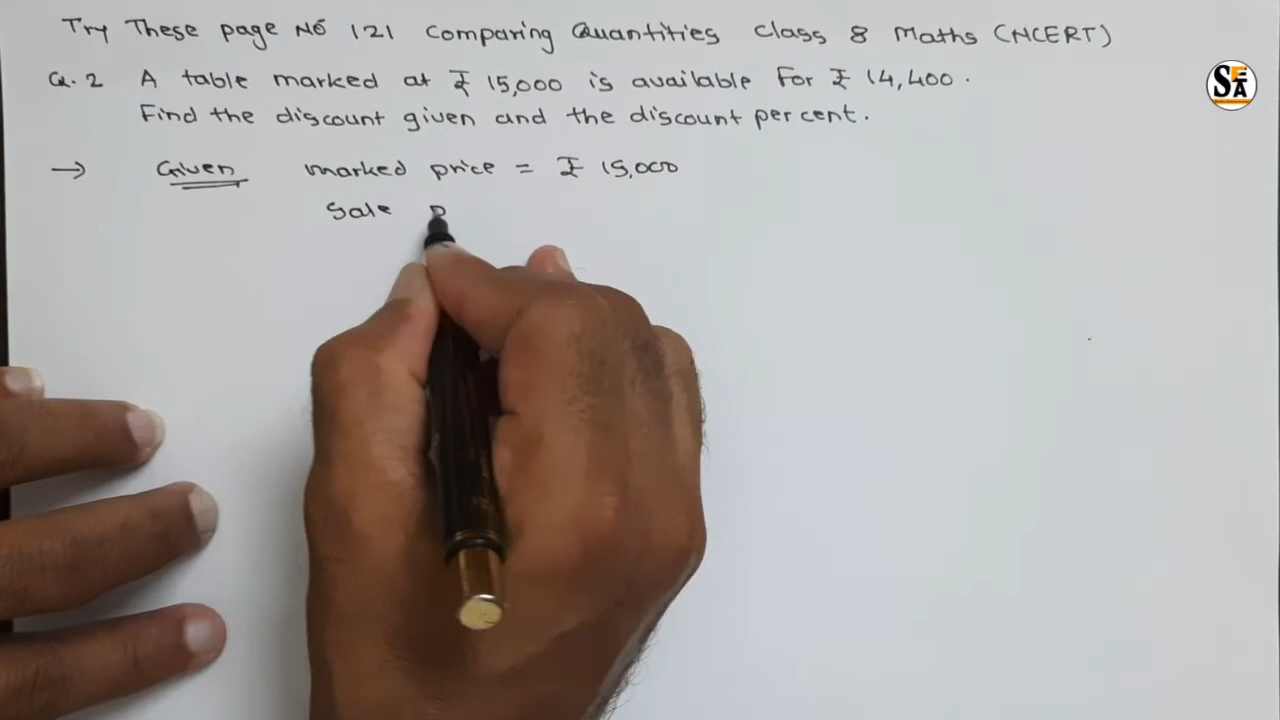 Try These page No 121 Comparing Quantities Class 8 Maths (NCERT)
Q. 2 A table marked at ₹ 15,000 is available for ₹ 14,400.
Find the discount given and the discount per cent.
→ Given marked price = ₹ 15,000
Sale P
SFTA